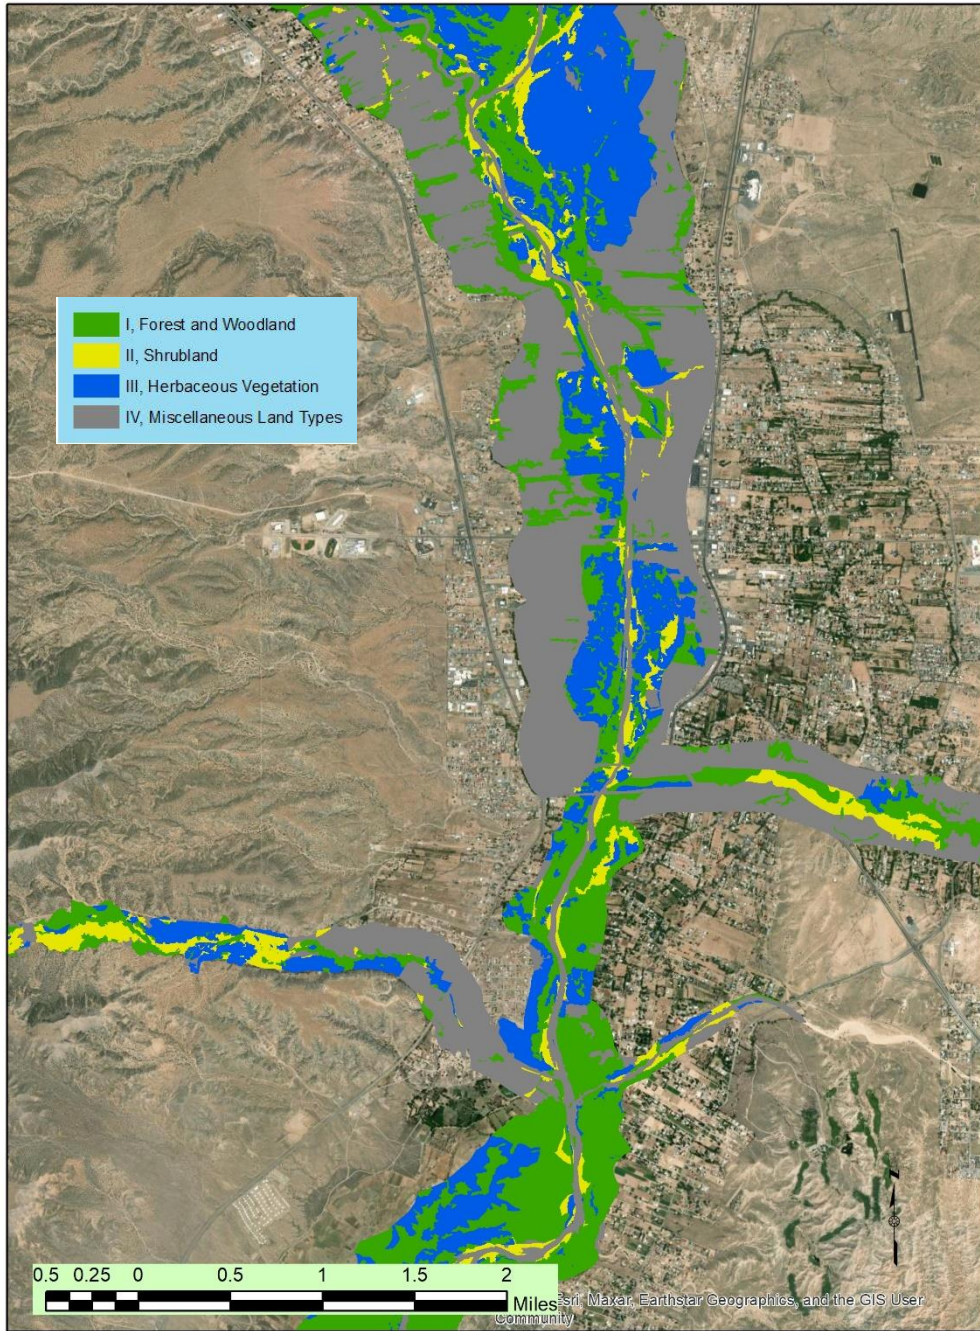 I, Forest and Woodland
II, Shrubland
III, Herbaceous Vegetation
IV, Miscellaneous Land Types
0.5 0.25 0 0.5 1 1.5 2
Miles
Esri, Maxar, Earthstar Geographics, and the GIS User
Community